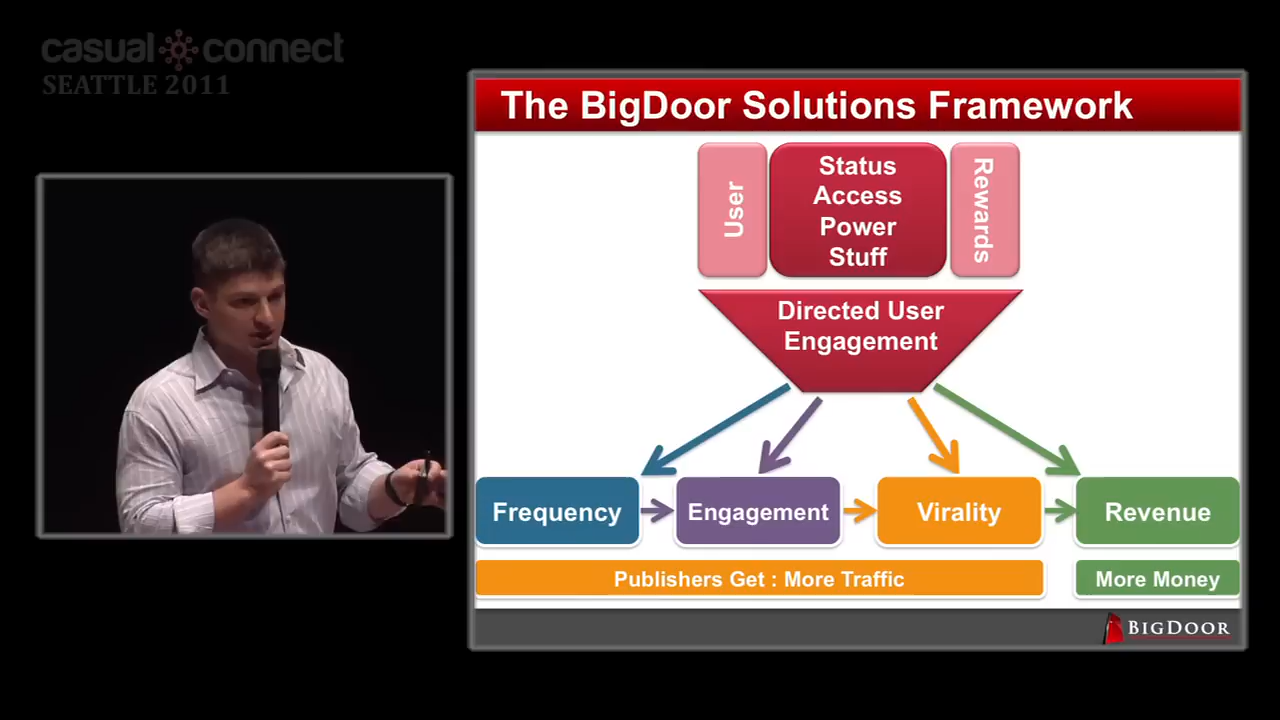 casual connect
SEATTLE 2011
The BigDoor Solutions Framework
User
Status
Access
Power
Stuff
Rewards
Directed User
Engagement
Frequency
Engagement
Virality
Revenue
Publishers Get : More Traffic
More Money
BIGDOOR